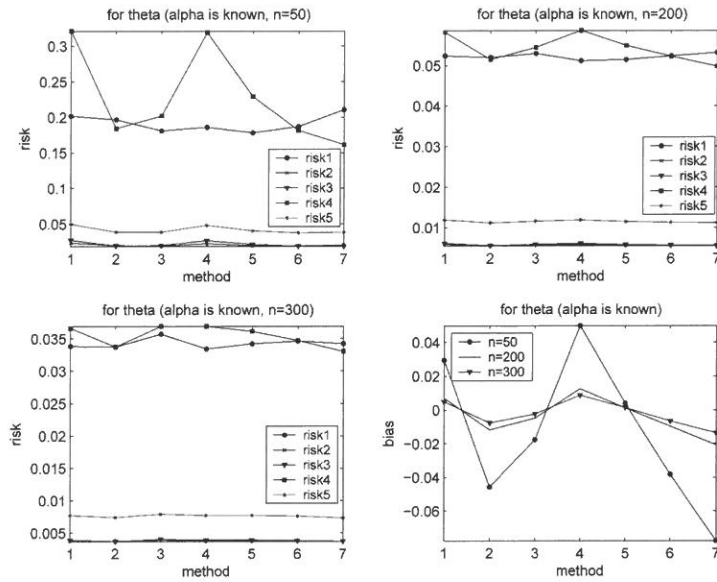 for theta (alpha is known, n=50)
0.3
0.25
0.2
0.15
0.1
0.05
risk
risk1
risk2
risk3
risk4
risk5
1 2 3 4 5 6 7
method
for theta (alpha is known, n=200)
0.05
0.04
0.03
0.02
0.01
risk
risk1
risk2
risk3
risk4
risk5
1 2 3 4 5 6 7
method
for theta (alpha is known, n=300)
0.035
0.03
0.025
0.02
0.015
0.01
0.005
risk
risk1
risk2
risk3
risk4
risk5
1 2 3 4 5 6 7
method
for theta (alpha is known)
0.04
0.02
0
−0.02
−0.04
−0.06
bias
n=50
n=200
n=300
1 2 3 4 5 6 7
method